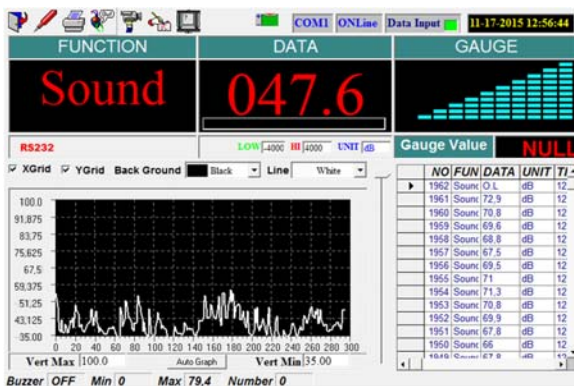 COM1 ONLine Data Input 11-17-2015 12:56:44
FUNCTION DATA GAUGE
Sound 047.6
RS232 LOW -4000 HI 4000 UNIT dB Gauge Value NULL
XGrid YGrid Back Ground Black Line White
NO FUN DATA UNIT TI
1962 Sounc O.L dB 12
1961 Sounc 72,9 dB 12
1960 Sounc 70,8 dB 12
1959 Sounc 69,6 dB 12
1958 Sounc 68,8 dB 12
1957 Sounc 67,5 dB 12
1956 Sounc 69,5 dB 12
1955 Sounc 71 dB 12
1954 Sounc 71,3 dB 12
1953 Sounc 70,8 dB 12
1952 Sounc 69,9 dB 12
1951 Sounc 67,8 dB 12
1950 Sounc 66 dB 12
1949 Sounc 67,8 dB 12
100.0
91,875
83,75
75,625
67,5
59,375
51,125
43,125
35.00
0 20 40 60 80 100 120 140 160 180 200 220 240 260 280 300
Vert Max 100.0 Auto Graph Vert Min 35.00
Buzzer OFF Min 0 Max 79.4 Number 0